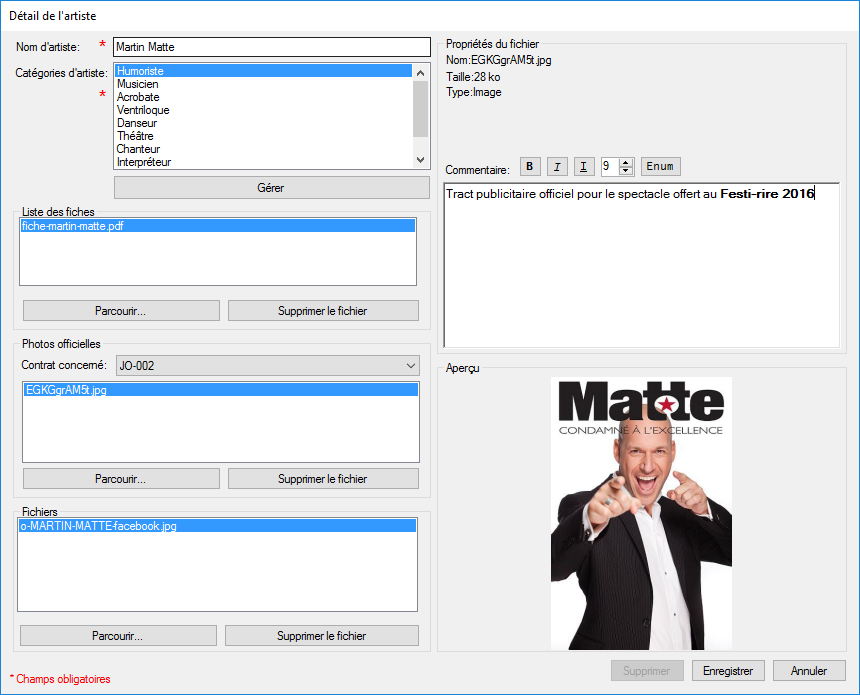 Détail de l'artiste
Nom d'artiste: * Martin Matte
Catégories d'artiste: *
Humoriste
Musicien
Acrobate
Ventriloque
Danseur
Théâtre
Chanteur
Interpréteur
Gérer
Liste des fiches
fiche-martin-matte.pdf
Parcourir... Supprimer le fichier
Photos officielles
Contrat concerné: JO-002
EGKGgrAM5t.jpg
Parcourir... Supprimer le fichier
Fichiers
o-MARTIN-MATTE-facebook.jpg
Parcourir... Supprimer le fichier
* Champs obligatoires
Propriétés du fichier
Nom:EGKGgrAM5t.jpg
Taille:28 ko
Type:Image
Commentaire: B I I 9 Enum
Tract publicitaire officiel pour le spectacle offert au Festi-rire 2016
Aperçu
Matte
CONDAMNÉ À L'EXCELLENCE
Supprimer Enregistrer Annuler